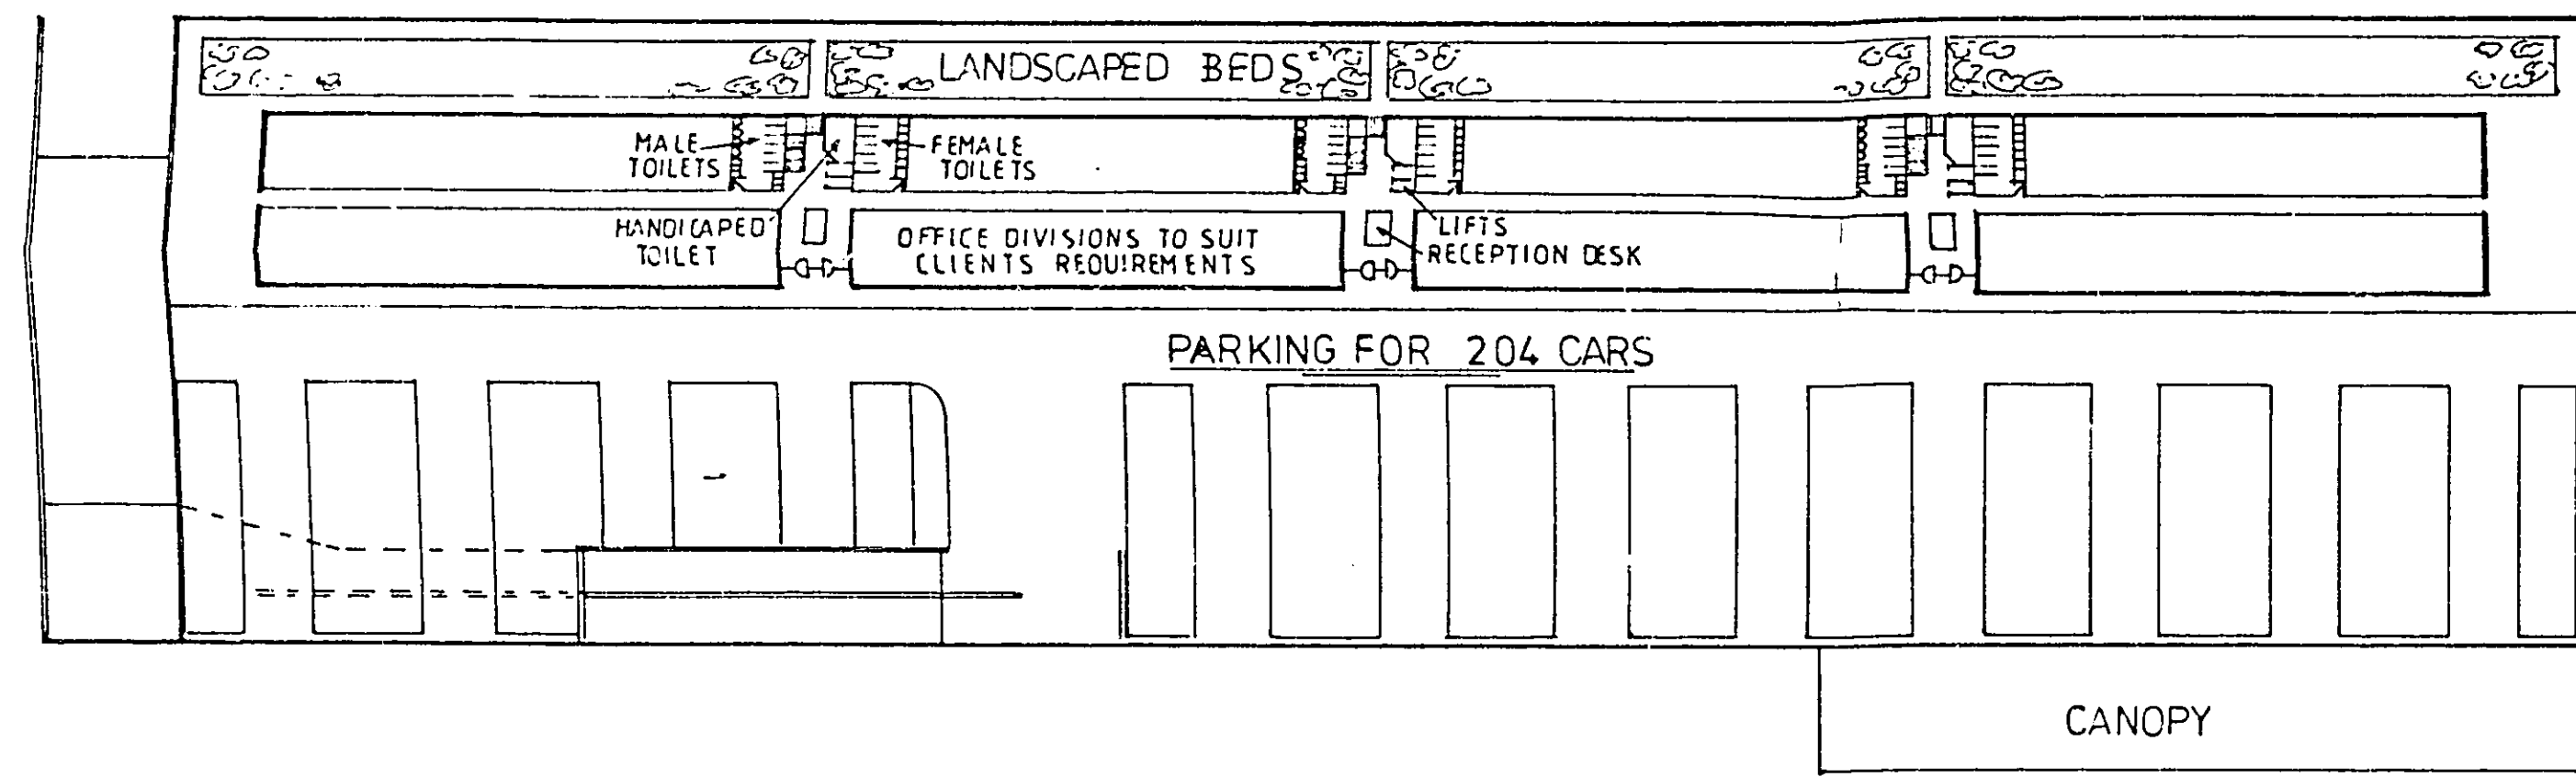 LANDSCAPED BEDS
MALE
TOILETS
FEMALE
TOILETS
HANDICAPED
TOILET
OFFICE DIVISIONS TO SUIT
CLIENTS REQUIREMENTS
LIFTS
RECEPTION DESK
PARKING FOR 204 CARS
CANOPY